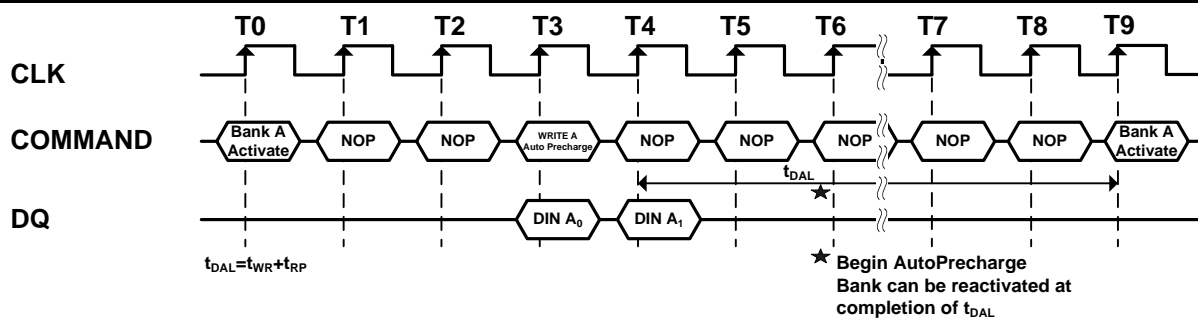 T0 T1 T2 T3 T4 T5 T6 T7 T8 T9
CLK
COMMAND
Bank A
Activate
NOP
NOP
WRITE A
Auto Precharge
NOP
NOP
NOP
NOP
NOP
Bank A
Activate
tDAL
DQ
DIN A0
DIN A1
tDAL=tWR+tRP
Begin AutoPrecharge
Bank can be reactivated at
completion of tDAL